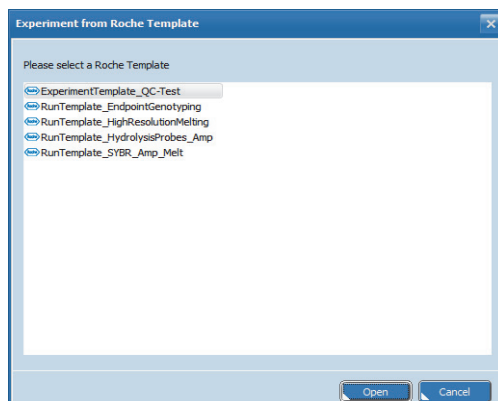 Experiment from Roche Template
Please select a Roche Template
ExperimentTemplate_QC-Test
RunTemplate_EndpointGenotyping
RunTemplate_HighResolutionMelting
RunTemplate_HydrolysisProbes_Amp
RunTemplate_SYBR_Amp_Melt
Open Cancel